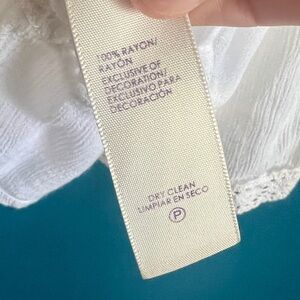 100% RAYON/
RAYÓN
EXCLUSIVE OF
DECORATION/
EXCLUSIVO PARA
DECORACIÓN
DRY CLEAN
LIMPIAR EN SECO
P